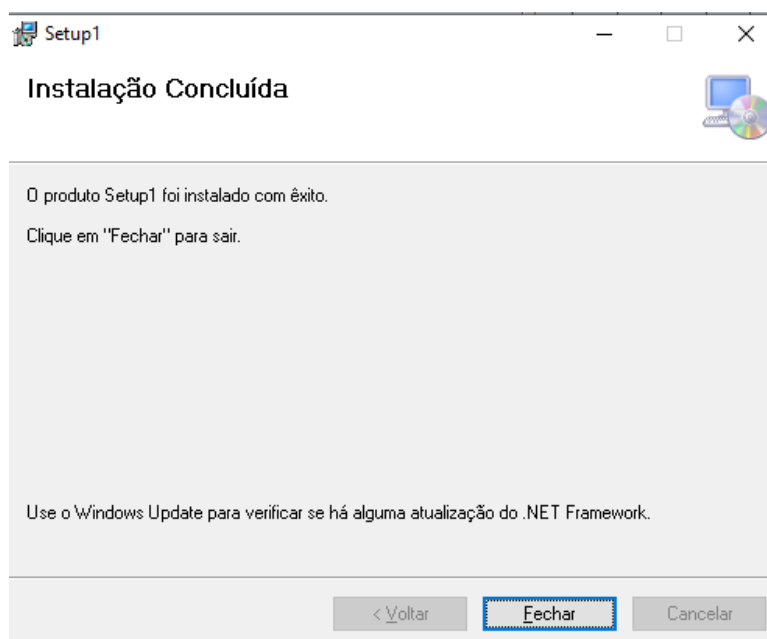 Setup1
Instalação Concluída
O produto Setup1 foi instalado com êxito.
Clique em "Fechar" para sair.
Use o Windows Update para verificar se há alguma atualização do .NET Framework.
< Voltar
Fechar
Cancelar